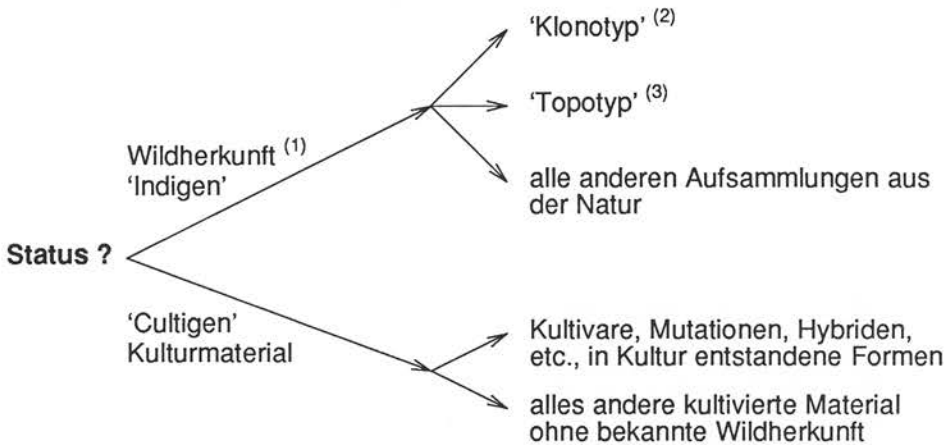 ‘Klonotyp’ (2)
‘Topotyp’ (3)
Wildherkunft (1)
‘Indigen’
alle anderen Aufsammlungen aus
der Natur
Status ?
‘Cultigen’
Kulturmaterial
Kultivare, Mutationen, Hybriden,
etc., in Kultur entstandene Formen
alles andere kultivierte Material
ohne bekannte Wildherkunft